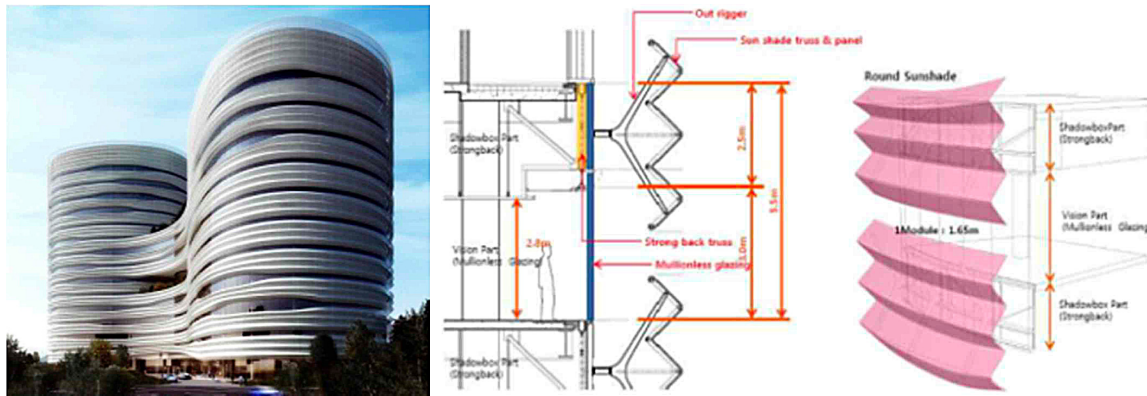 Out rigger
Sun shade truss & panel
Shadowbox Part
(Strongback)
2.5m
5.5m
2.8m
Vision Part
(Mullionless Glazing)
3.0m
Strong back truss
Mullionless glazing
Shadowbox Part
(Strongback)
Round Sunshade
ShadowboxPart
(Strongback)
1Module : 1.65m
Vision Part
(Mullionless Glazing)
Shadowbox Part
(Strongback)